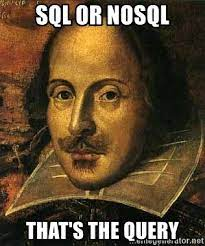 SQL OR NOSQL
THAT'S THE QUERY